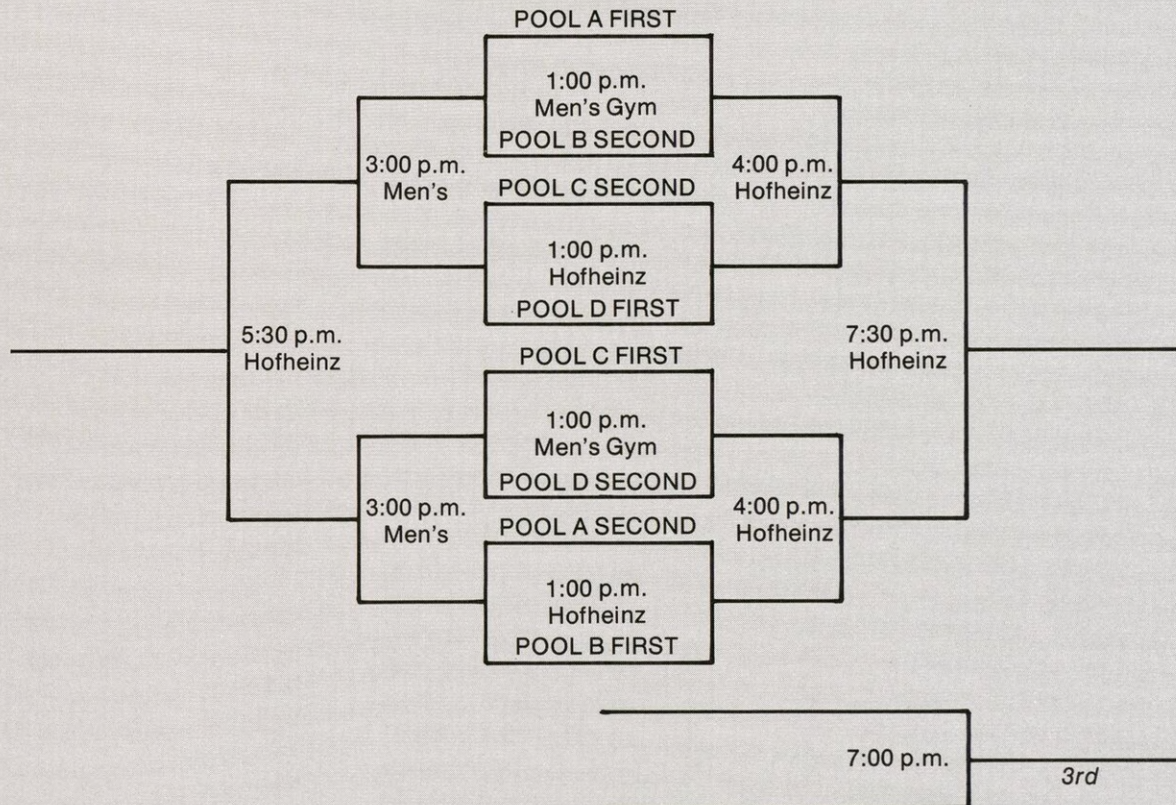 POOL A FIRST
1:00 p.m.
Men's Gym
POOL B SECOND
3:00 p.m.
Men's
POOL C SECOND
4:00 p.m.
Hofheinz
1:00 p.m.
Hofheinz
POOL D FIRST
5:30 p.m.
Hofheinz
POOL C FIRST
7:30 p.m.
Hofheinz
1:00 p.m.
Men's Gym
POOL D SECOND
3:00 p.m.
Men's
POOL A SECOND
4:00 p.m.
Hofheinz
1:00 p.m.
Hofheinz
POOL B FIRST
7:00 p.m.
3rd